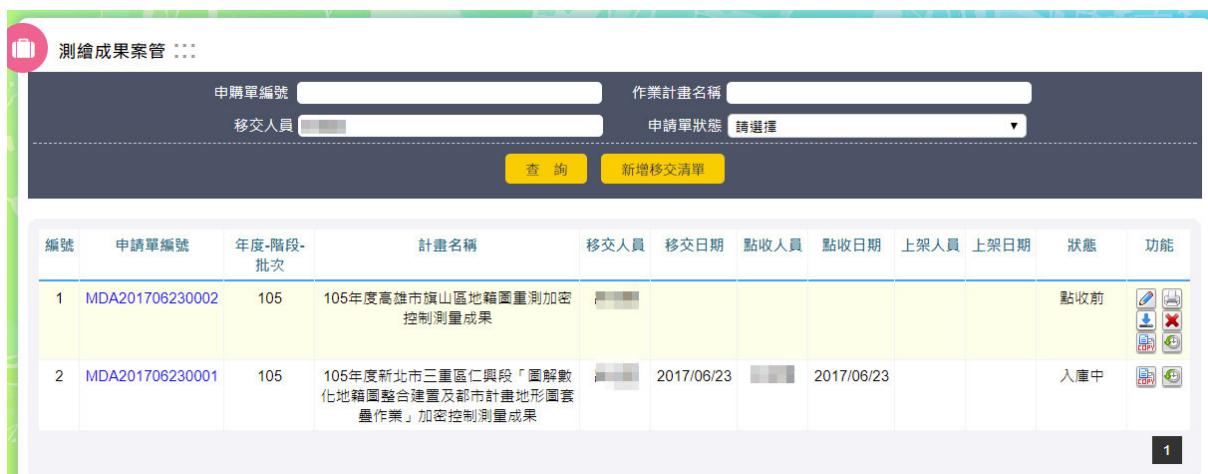 測繪成果案管
申購單編號 作業計畫名稱
移交人員 申請單狀態 請選擇
查 詢 新增移交清單
編號 申請單編號 年度-階段- 計畫名稱 移交人員 移交日期 點收人員 點收日期 上架人員 上架日期 狀態 功能
批次
1 MDA201706230002 105 105年度高雄市旗山區地籍圖重測加密 點收前
控制測量成果
COPY
2 MDA201706230001 105 105年度新北市三重區仁興段「圖解數 2017/06/23 2017/06/23 入庫中
COPY
化地籍圖整合建置及都市計畫地形圖套
疊作業」加密控制測量成果
1